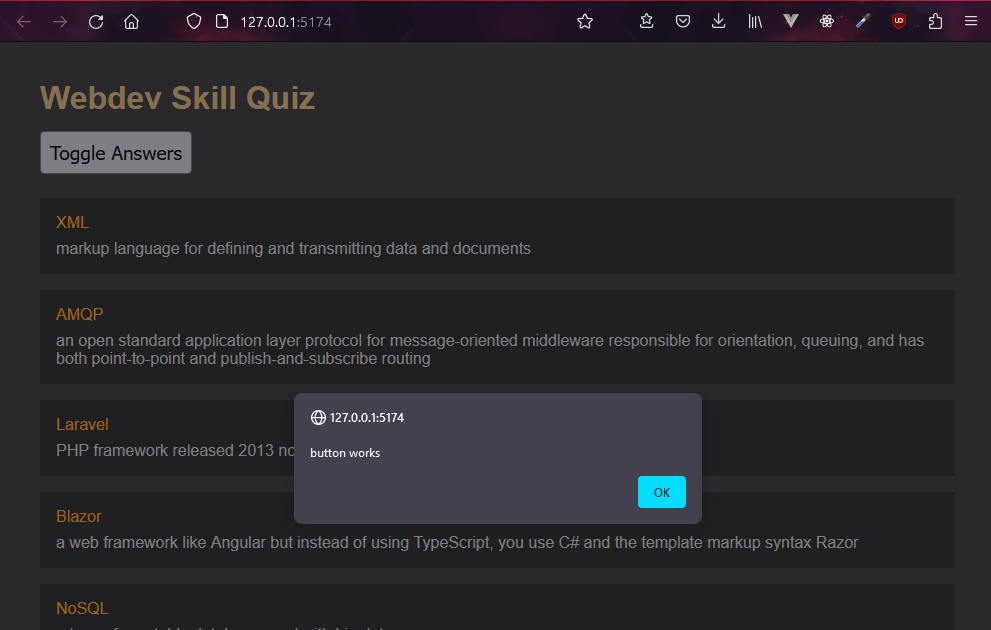 127.0.0.1:5174
Webdev Skill Quiz
Toggle Answers
XML
markup language for defining and transmitting data and documents
AMQP
an open standard application layer protocol for message-oriented middleware responsible for orientation, queuing, and has
both point-to-point and publish-and-subscribe routing
Laravel
PHP framework released 2013
127.0.0.1:5174
button works
OK
Blazor
a web framework like Angular but instead of using TypeScript, you use C# and the template markup syntax Razor
NoSQL